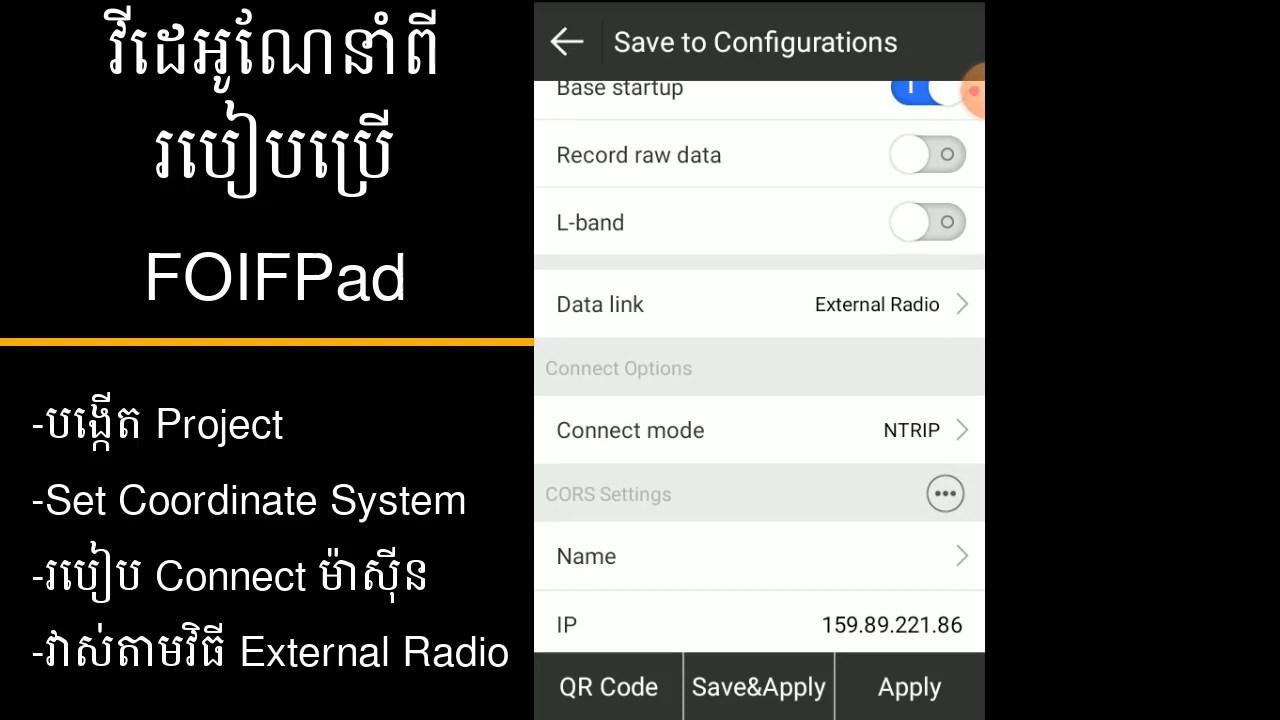 វីដេអូណែនាំពី
របៀបប្រើ
FOIFPad
-បង្កើត Project
-Set Coordinate System
-របៀប Connect ម៉ាស៊ីន
-វាស់តាមវិធី External Radio
Save to Configurations
Base startup
Record raw data
L-band
Data link External Radio
Connect Options
Connect mode NTRIP
CORS Settings
Name
IP 159.89.221.86
QR Code Save&Apply Apply